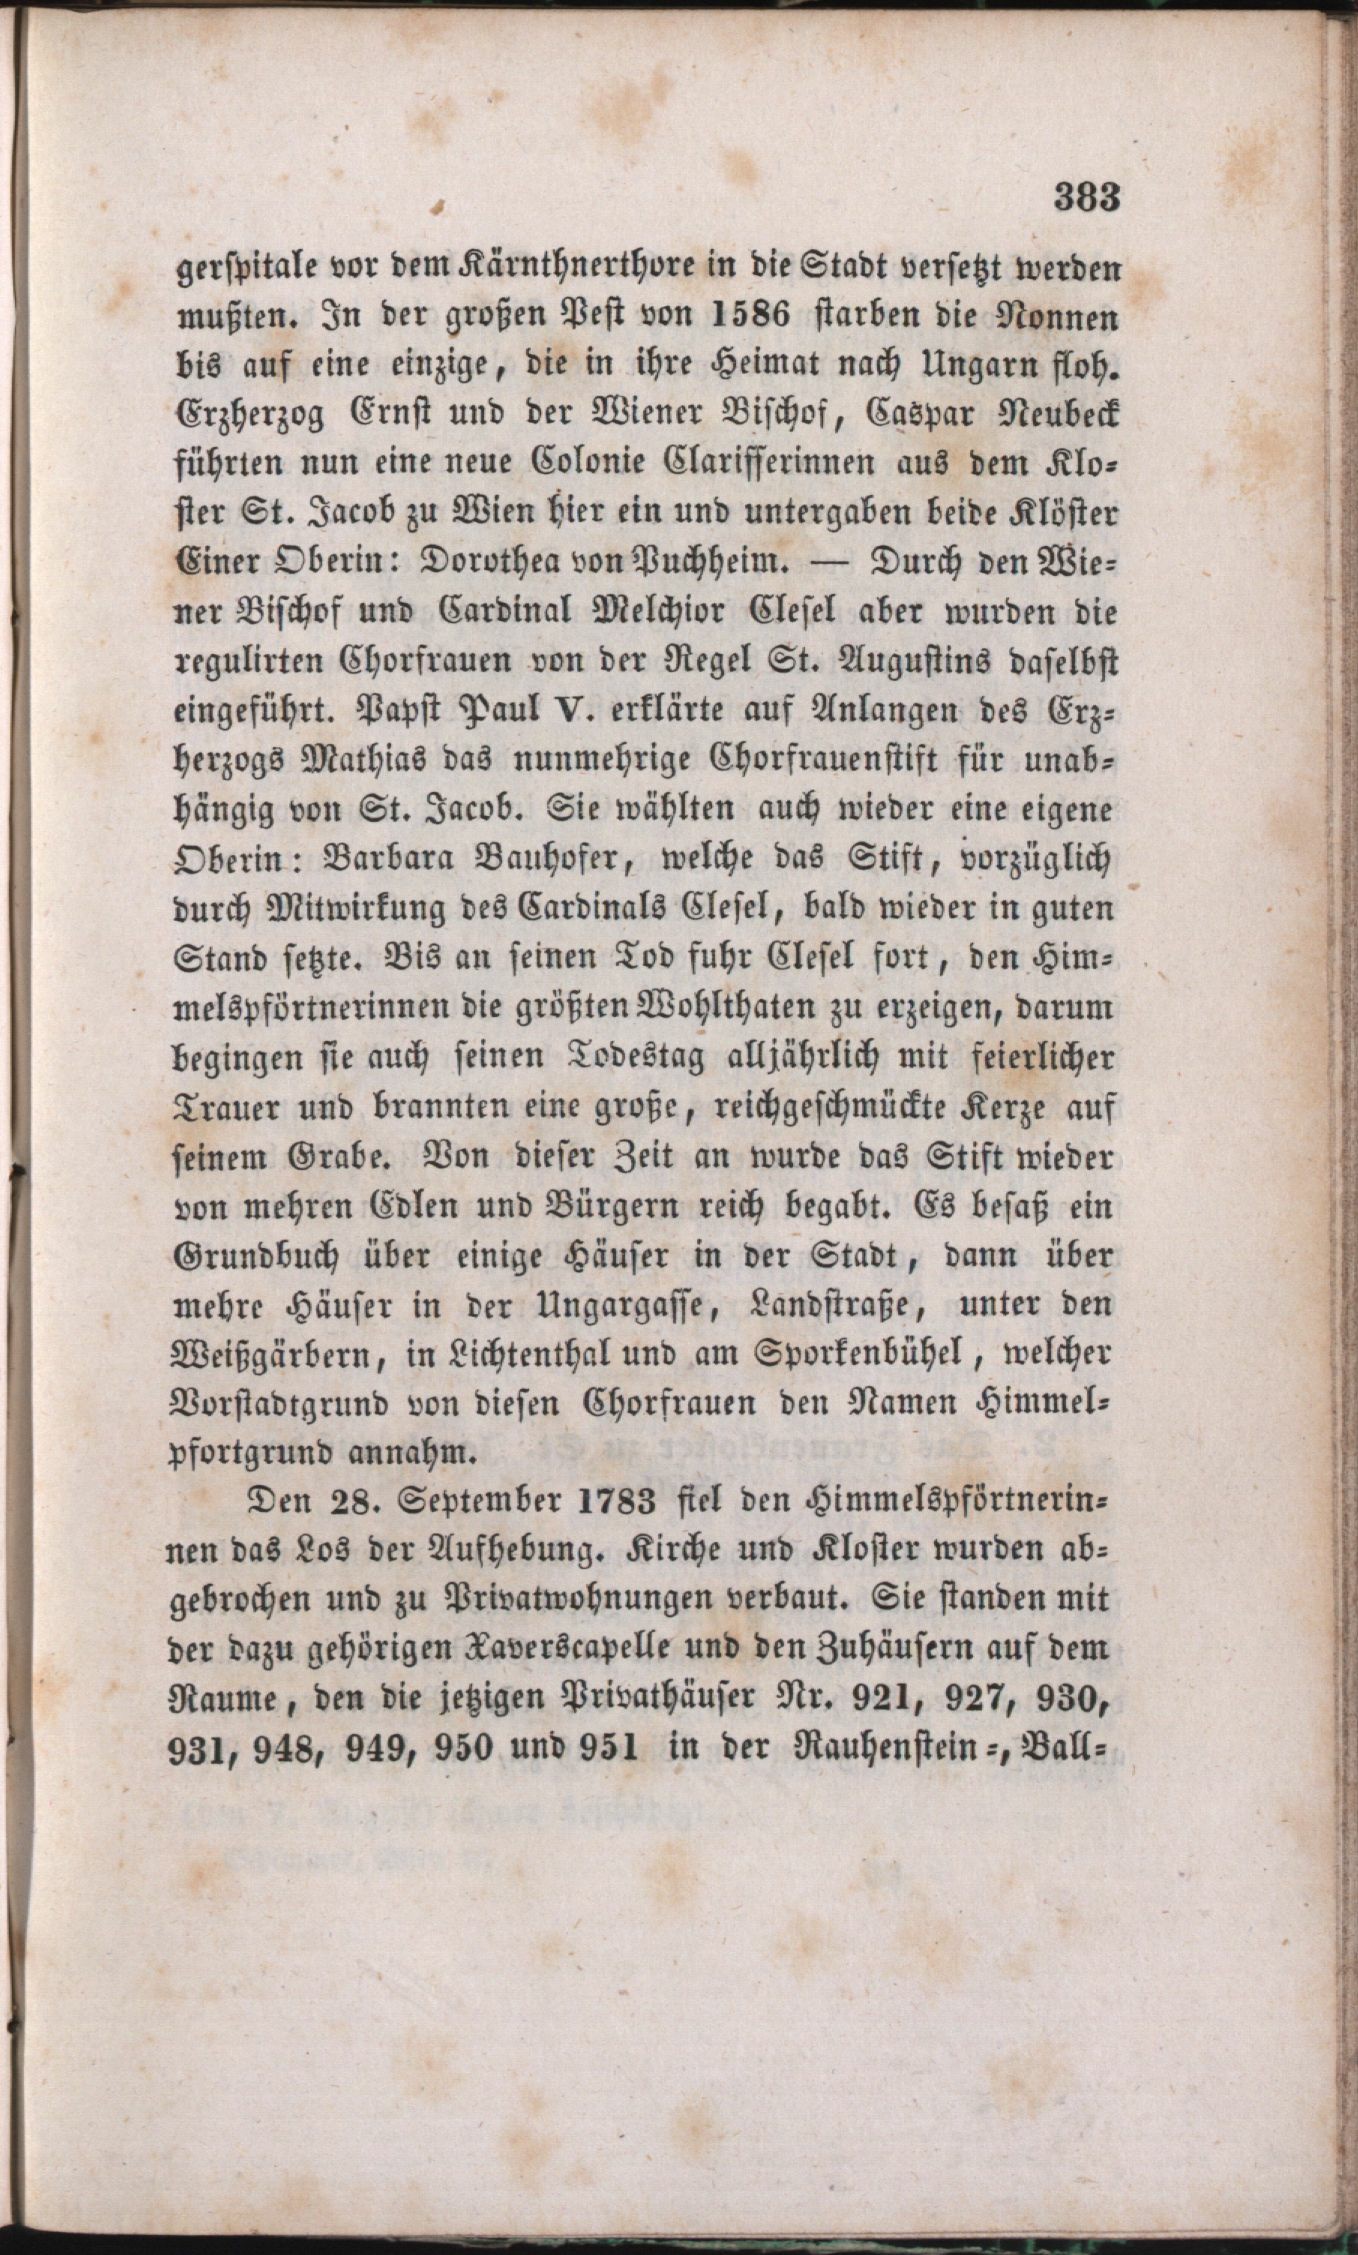 383
gerspitale vor dem Kärnthnerthore in die Stadt versetzt werden
mußten. In der großen Pest von 1586 starben die Nonnen
bis auf eine einzige, die in ihre Heimat nach Ungarn floh.
Erzherzog Ernst und der Wiener Bischof, Caspar Neubeck
führten nun eine neue Colonie Clarisserinnen aus dem Klo-
ster St. Jacob zu Wien hier ein und untergaben beide Klöster
Einer Oberin: Dorothea von Puchheim. — Durch den Wie-
ner Bischof und Cardinal Melchior Clesel aber wurden die
regulirten Chorfrauen von der Regel St. Augustins daselbst
eingeführt. Papst Paul V. erklärte auf Anlangen des Erz-
herzogs Mathias das nunmehrige Chorfrauenstift für unab-
hängig von St. Jacob. Sie wählten auch wieder eine eigene
Oberin: Barbara Bauhofer, welche das Stift, vorzüglich
durch Mitwirkung des Cardinals Clesel, bald wieder in guten
Stand setzte. Bis an seinen Tod fuhr Clesel fort, den Him-
melspförtnerinnen die größten Wohlthaten zu erzeigen, darum
begingen sie auch seinen Todestag alljährlich mit feierlicher
Trauer und brannten eine große, reichgeschmückte Kerze auf
seinem Grabe. Von dieser Zeit an wurde das Stift wieder
von mehren Edlen und Bürgern reich begabt. Es besaß ein
Grundbuch über einige Häuser in der Stadt, dann über
mehre Häuser in der Ungargasse, Landstraße, unter den
Weißgärbern, in Lichtenthal und am Sporkenbühel, welcher
Vorstadtgrund von diesen Chorfrauen den Namen Himmel-
pfortgrund annahm.
Den 28. September 1783 fiel den Himmelspförtnerin-
nen das Los der Aufhebung. Kirche und Kloster wurden ab-
gebrochen und zu Privatwohnungen verbaut. Sie standen mit
der dazu gehörigen Xaverscapelle und den Zuhäusern auf dem
Raume, den die jetzigen Privathäuser Nr. 921, 927, 930,
931, 948, 949, 950 und 951 in der Rauhenstein-, Ball-